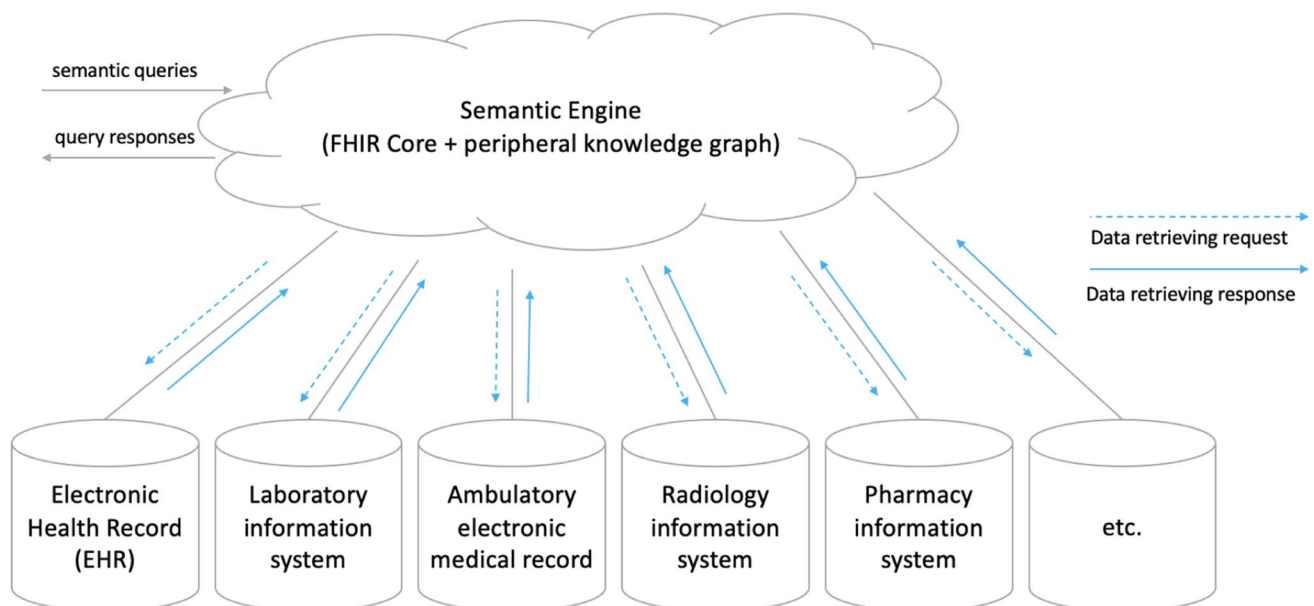 semantic queries
query responses
Semantic Engine
(FHIR Core + peripheral knowledge graph)
Data retrieving request
Data retrieving response
Electronic
Health Record
(EHR)
Laboratory
information
system
Ambulatory
electronic
medical record
Radiology
information
system
Pharmacy
information
system
etc.